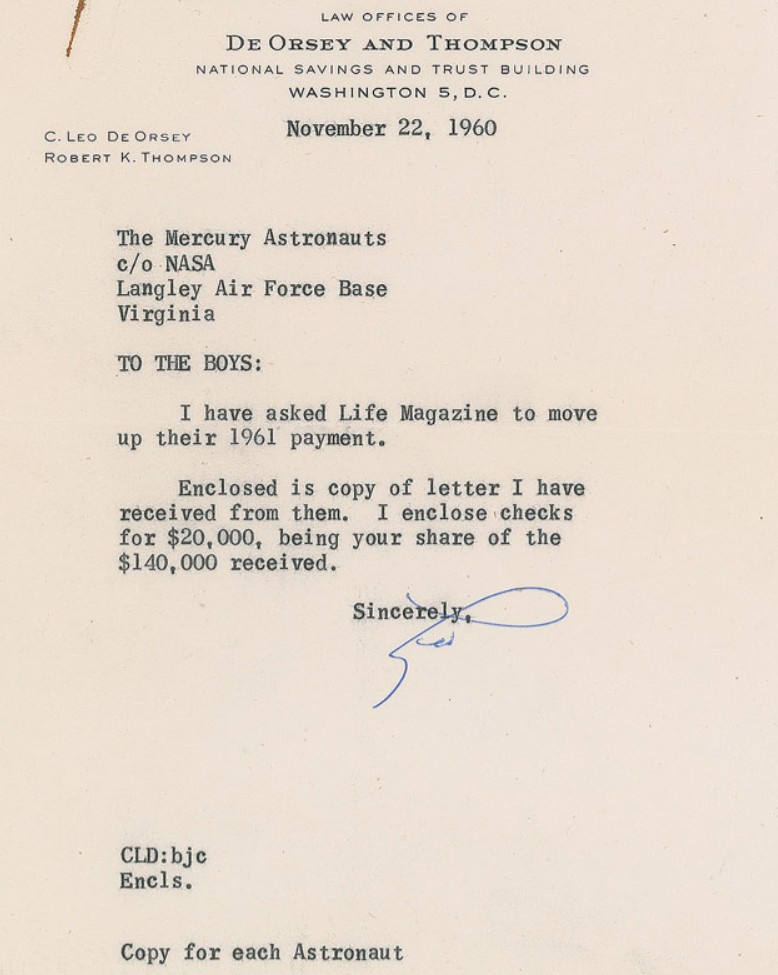 LAW OFFICES OF
DE ORSEY AND THOMPSON
NATIONAL SAVINGS AND TRUST BUILDING
WASHINGTON 5, D.C.
November 22, 1960
C. LEO DE ORSEY
ROBERT K. THOMPSON
The Mercury Astronauts
c/o NASA
Langley Air Force Base
Virginia
TO THE BOYS:
I have asked Life Magazine to move
up their 1961 payment.
Enclosed is copy of letter I have
received from them. I enclose checks
for $20,000, being your share of the
$140,000 received.
Sincerely,
Leo
CLD:bjc
Encls.
Copy for each Astronaut